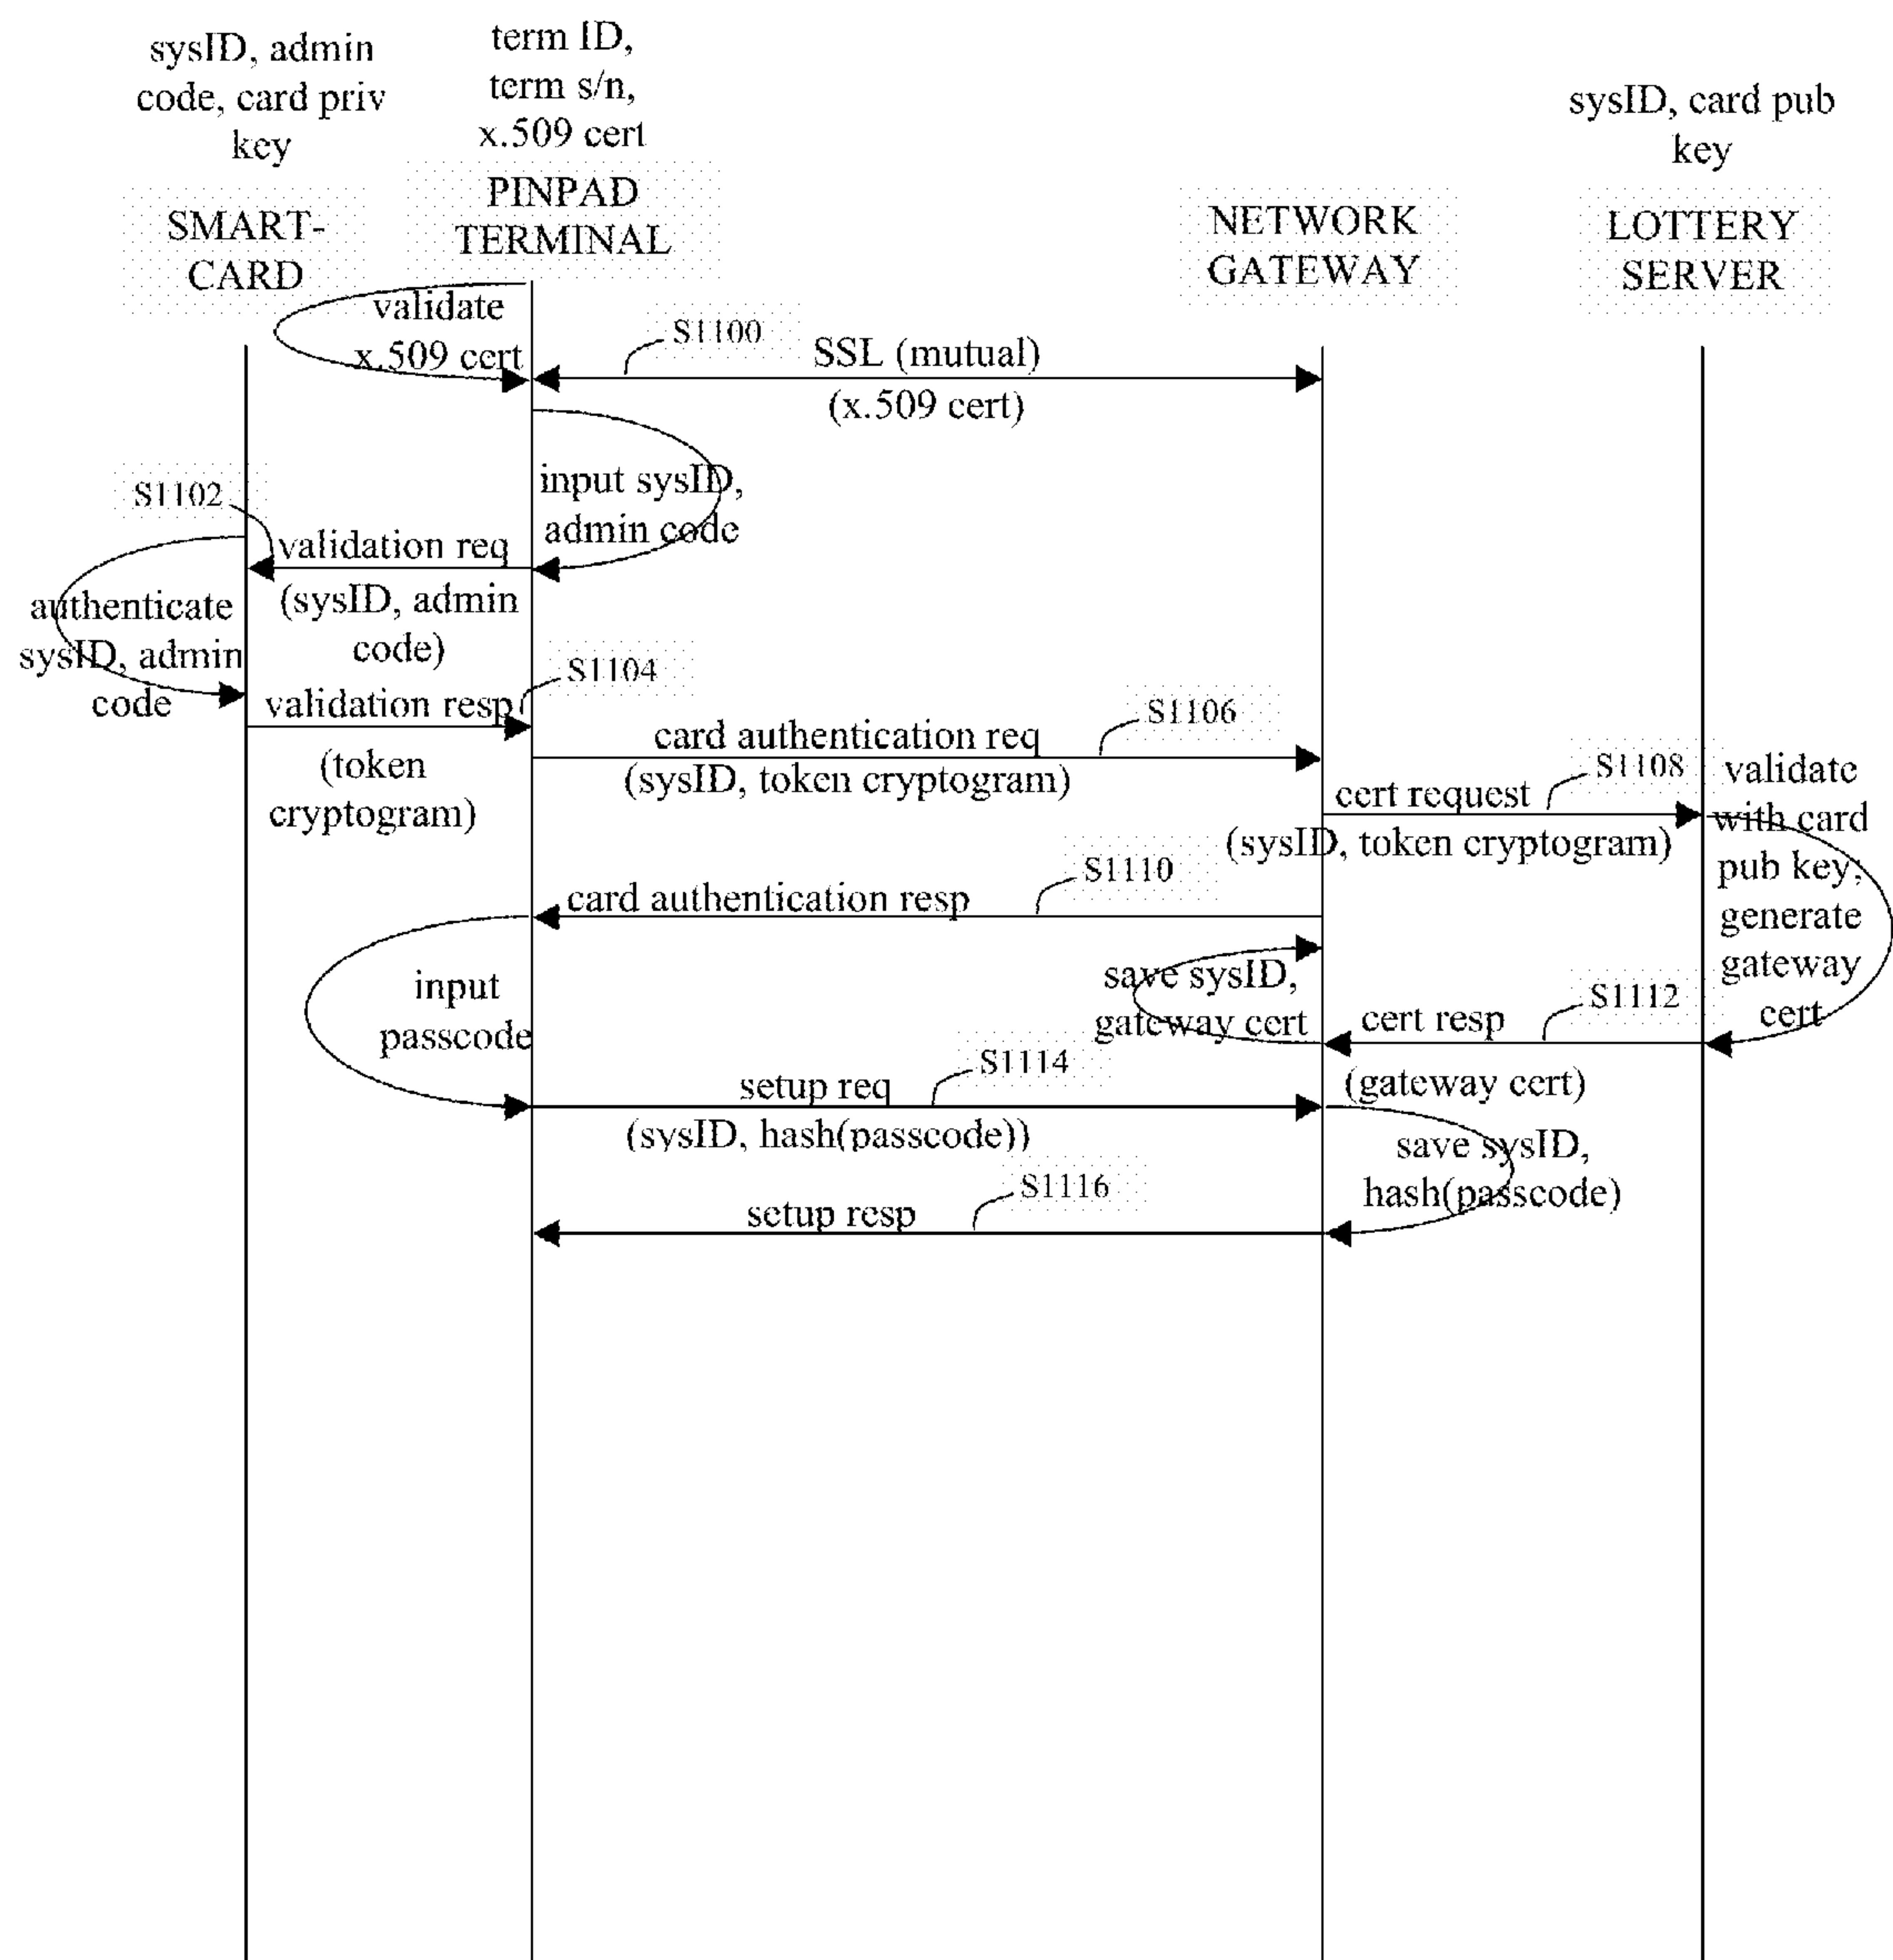 sysID, admin
code, card priv
key
term ID,
term s/n,
x.509 cert
sysID, card pub
key
SMART-
CARD
PINPAD
TERMINAL
NETWORK
GATEWAY
LOTTERY
SERVER
validate
x.509 cert
S1100
SSL (mutual)
(x.509 cert)
input sysID,
admin code
S1102
validation req
(sysID, admin
code)
authenticate
sysID, admin
code
S1104
validation resp
(token
cryptogram)
S1106
card authentication req
(sysID, token cryptogram)
S1108
cert request
(sysID, token cryptogram)
validate
with card
pub key,
generate
gateway
cert
S1110
card authentication resp
input
passcode
save sysID,
gateway cert
S1112
cert resp
(gateway cert)
S1114
setup req
(sysID, hash(passcode))
save sysID,
hash(passcode)
S1116
setup resp